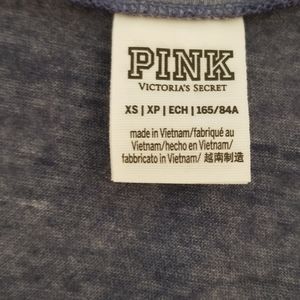 PINK
VICTORIA'S SECRET
XS | XP | ECH | 165/84A
made in Vietnam/fabriqué au
Vietnam/hecho en Vietnam/
fabbricato in Vietnam/ 越南制造